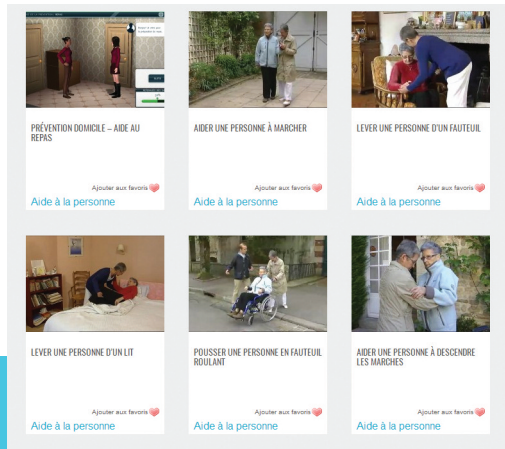 PRÉVENTION DOMICILE – AIDE AU
REPAS
Ajouter aux favoris
Aide à la personne
AIDER UNE PERSONNE À MARCHER
Ajouter aux favoris
Aide à la personne
LEVER UNE PERSONNE D'UN FAUTEUIL
Ajouter aux favoris
Aide à la personne
LEVER UNE PERSONNE D'UN LIT
Ajouter aux favoris
Aide à la personne
POUSSER UNE PERSONNE EN FAUTEUIL
ROULANT
Ajouter aux favoris
Aide à la personne
AIDER UNE PERSONNE À DESCENDRE
LES MARCHES
Ajouter aux favoris
Aide à la personne